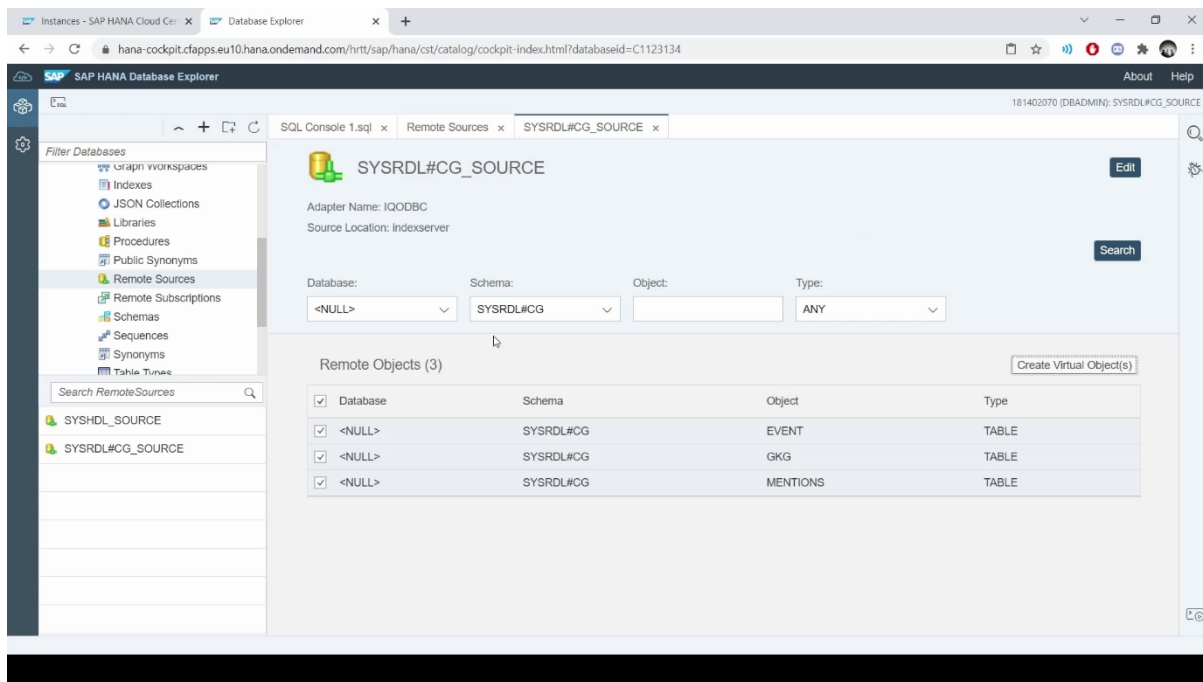 Instances - SAP HANA Cloud Cen
Database Explorer
hana-cockpit.cfapps.eu10.hana.ondemand.com/hrtt/sap/hana/cst/catalog/cockpit-index.html?databaseid=C1123134
SAP SAP HANA Database Explorer
About Help
SQL
181402070 (DBADMIN): SYSRDL#CG_SOURCE
SQL Console 1.sql
Remote Sources
SYSRDL#CG_SOURCE
Filter Databases
Graph Workspaces
Indexes
JSON Collections
Libraries
Procedures
Public Synonyms
Remote Sources
Remote Subscriptions
Schemas
Sequences
Synonyms
Table Types
Search RemoteSources
SYSHDL_SOURCE
SYSRDL#CG_SOURCE
SYSRDL#CG_SOURCE
Edit
Adapter Name: IQODBC
Source Location: indexserver
Search
Database: Schema: Object: Type:
<NULL> SYSRDL#CG ANY
Remote Objects (3)
Create Virtual Object(s)
Database Schema Object Type
<NULL> SYSRDL#CG EVENT TABLE
<NULL> SYSRDL#CG GKG TABLE
<NULL> SYSRDL#CG MENTIONS TABLE